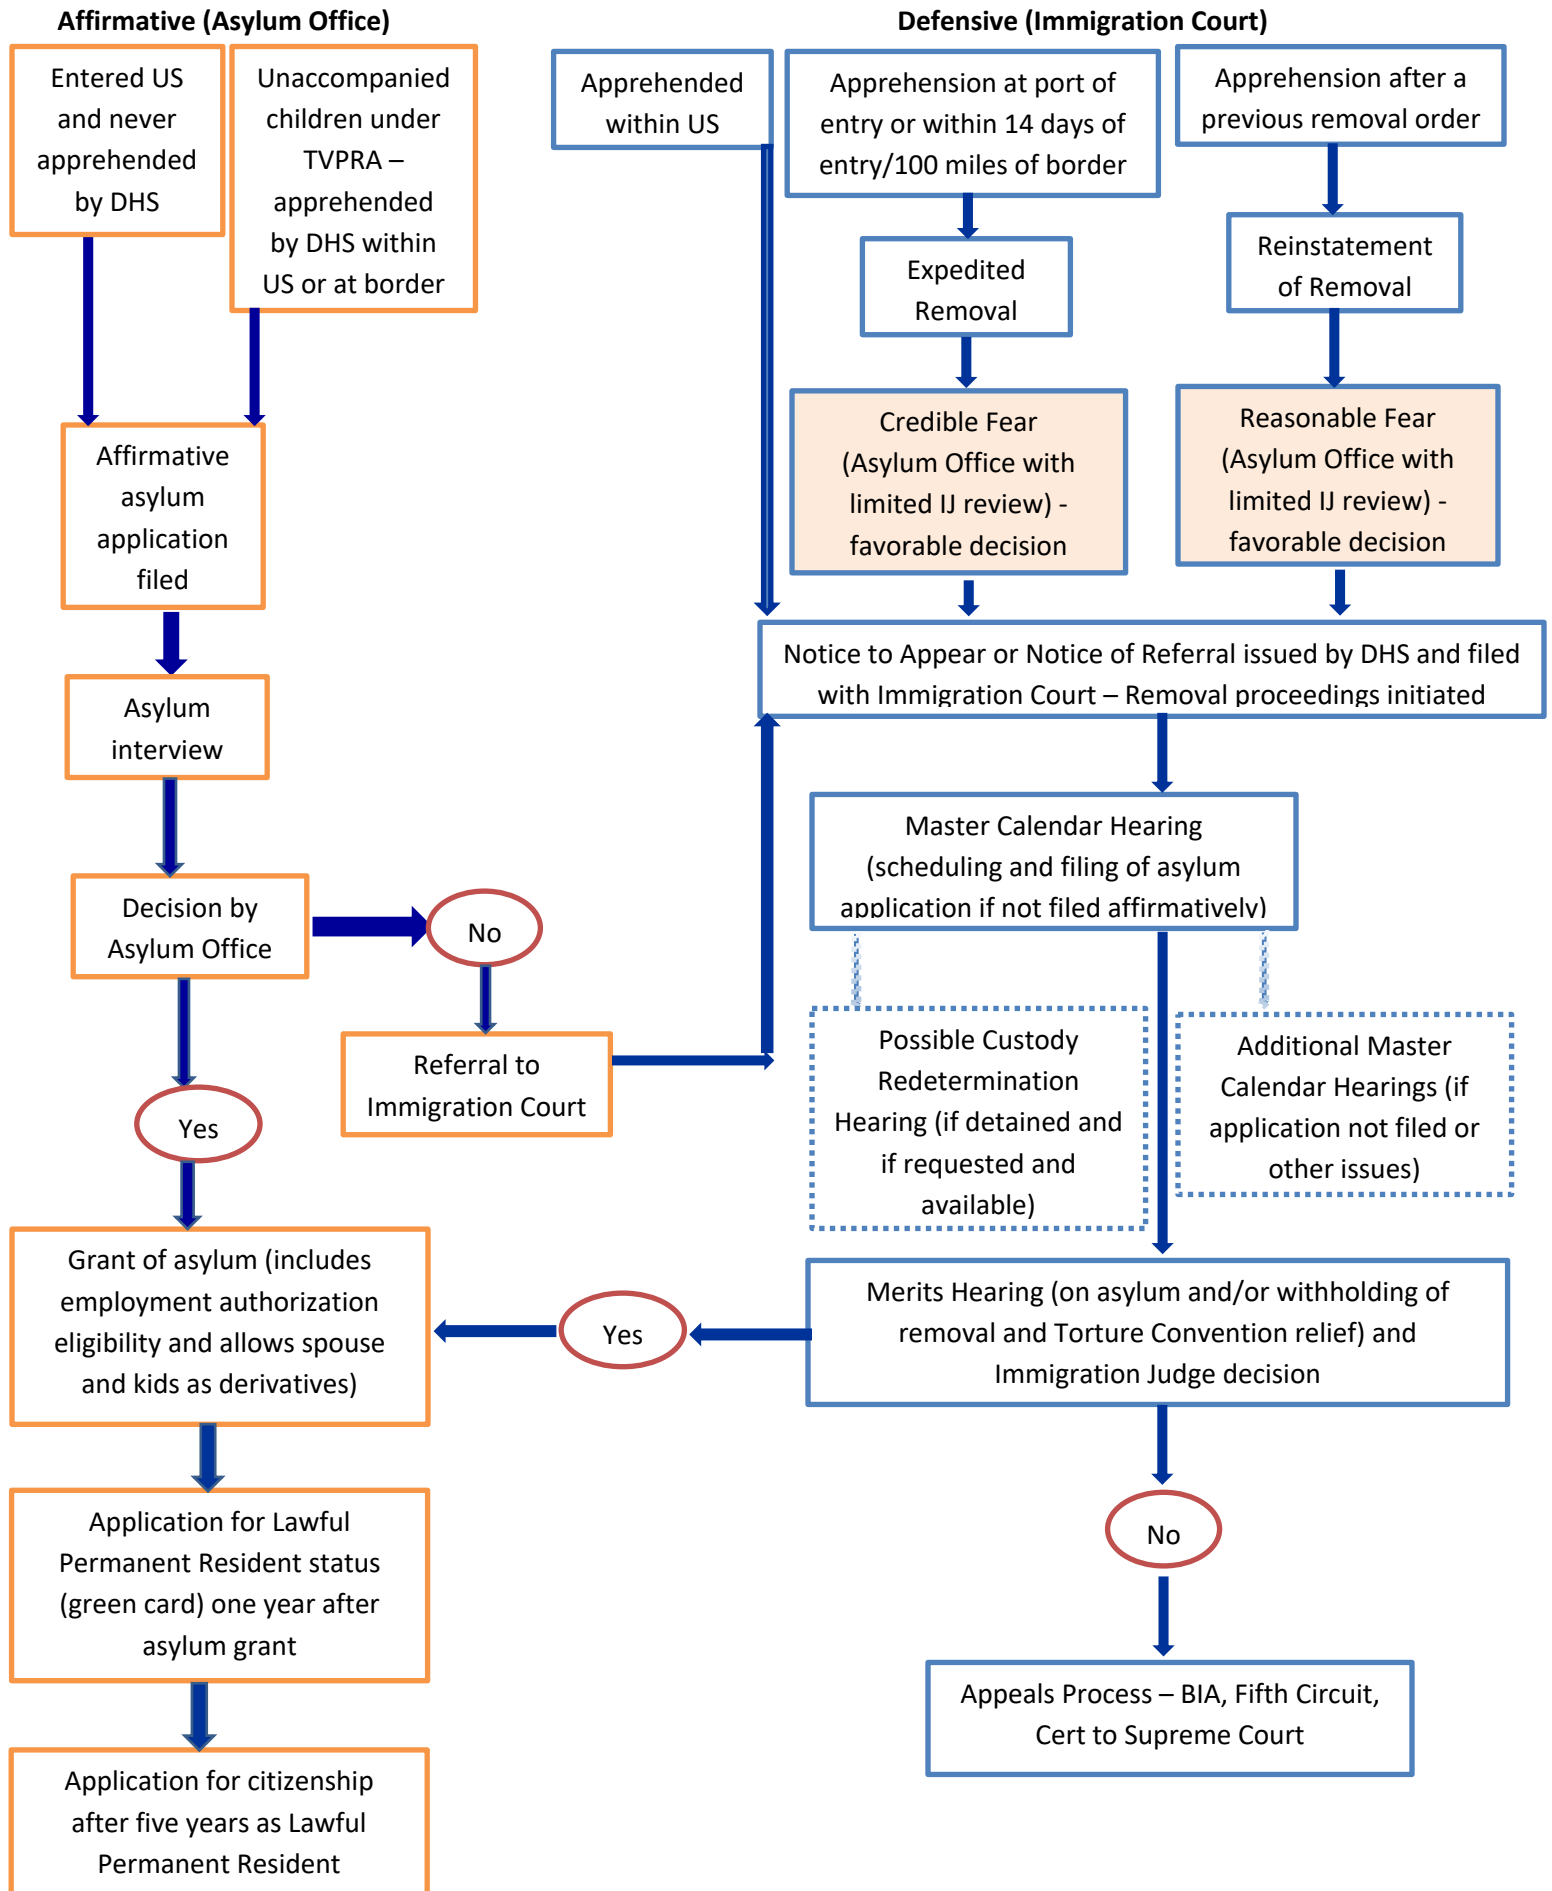 Affirmative (Asylum Office)
Defensive (Immigration Court)
Entered US
and never
apprehended
by DHS
Unaccompanied
children under
TVPRA –
apprehended
by DHS within
US or at border
Apprehended
within US
Apprehension at port of
entry or within 14 days of
entry/100 miles of border
Apprehension after a
previous removal order
Expedited
Removal
Reinstatement
of Removal
Credible Fear
(Asylum Office with
limited IJ review) -
favorable decision
Reasonable Fear
(Asylum Office with
limited IJ review) -
favorable decision
Affirmative
asylum
application
filed
Notice to Appear or Notice of Referral issued by DHS and filed
with Immigration Court – Removal proceedings initiated
Asylum
interview
Master Calendar Hearing
(scheduling and filing of asylum
application if not filed affirmatively)
Decision by
Asylum Office
No
Referral to
Immigration Court
Possible Custody
Redetermination
Hearing (if detained and
if requested and
available)
Additional Master
Calendar Hearings (if
application not filed or
other issues)
Yes
Grant of asylum (includes
employment authorization
eligibility and allows spouse
and kids as derivatives)
Yes
Merits Hearing (on asylum and/or withholding of
removal and Torture Convention relief) and
Immigration Judge decision
Application for Lawful
Permanent Resident status
(green card) one year after
asylum grant
No
Appeals Process – BIA, Fifth Circuit,
Cert to Supreme Court
Application for citizenship
after five years as Lawful
Permanent Resident